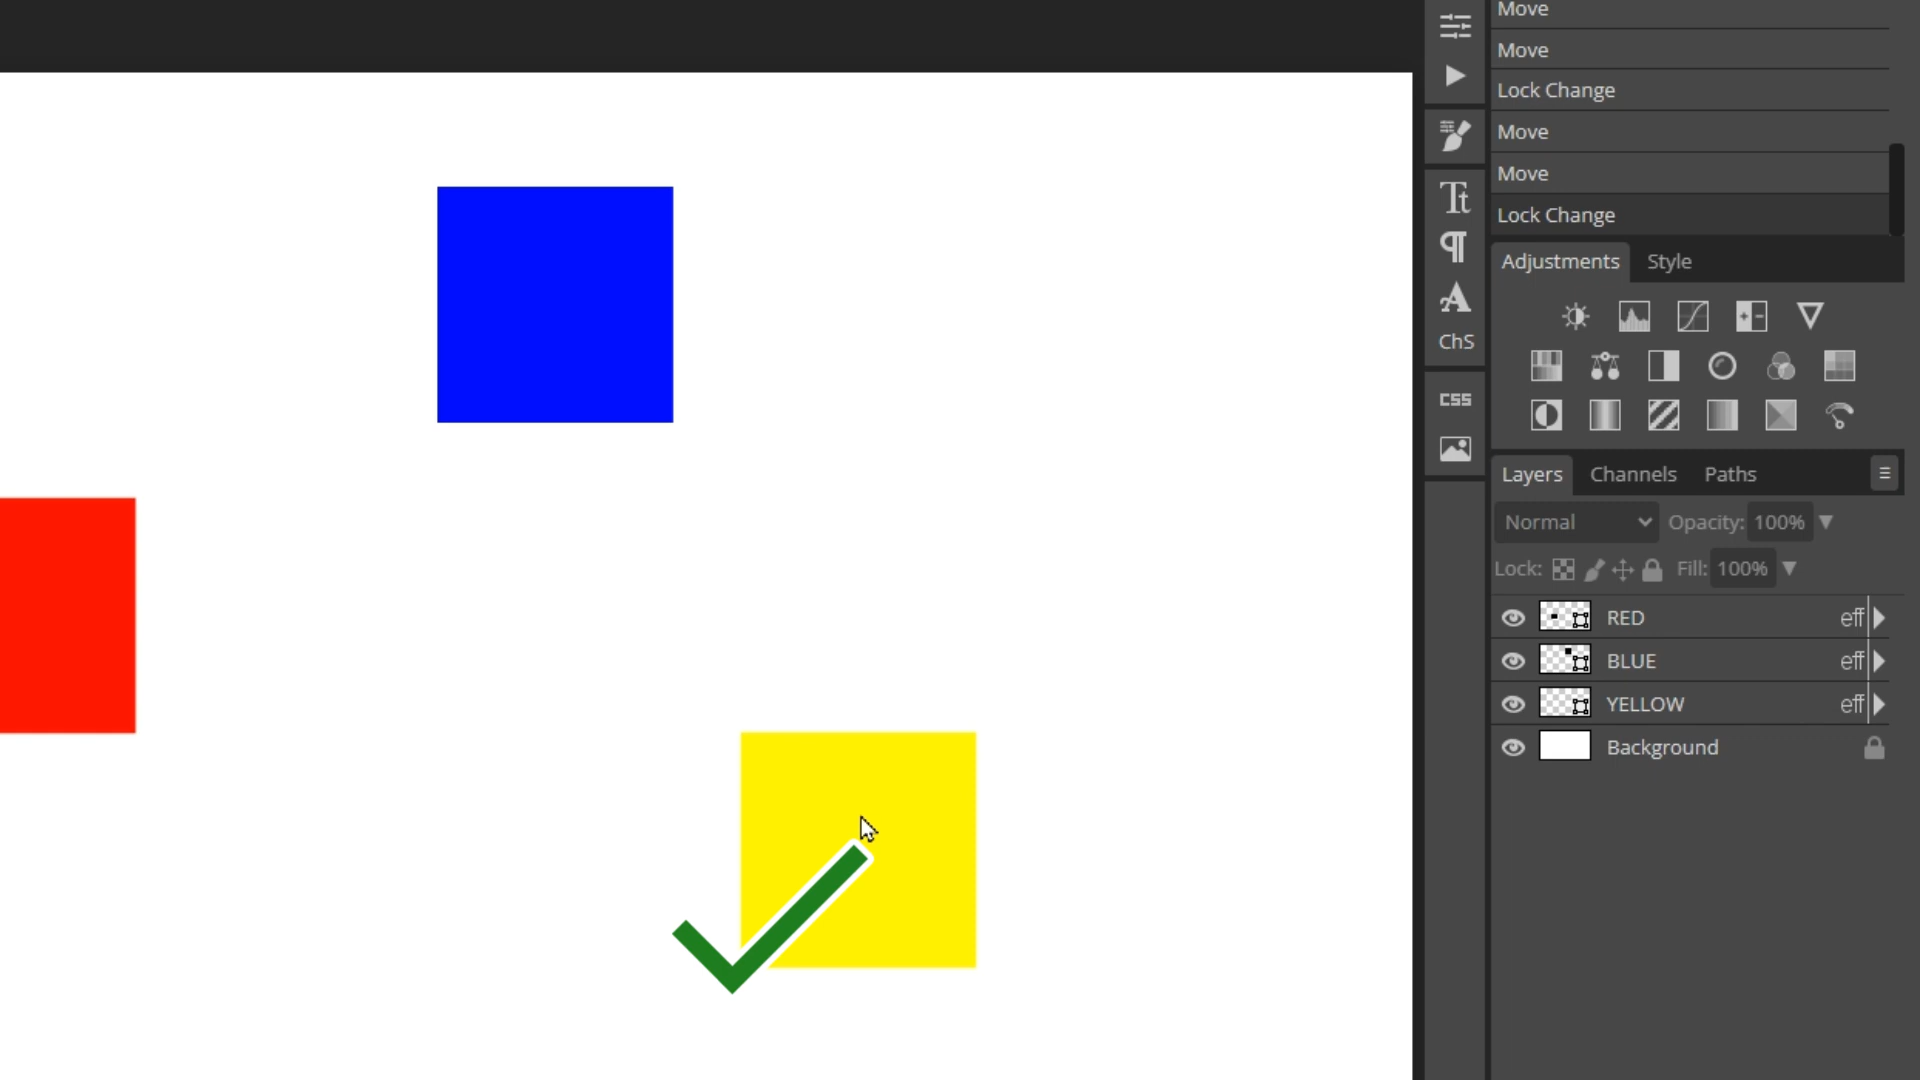 Move
Move
Lock Change
Move
Move
Lock Change
Adjustments Style
Tt
¶
A
ChS
CSS
Layers Channels Paths
Normal Opacity: 100%
Lock: Fill: 100%
RED eff
BLUE eff
YELLOW eff
Background